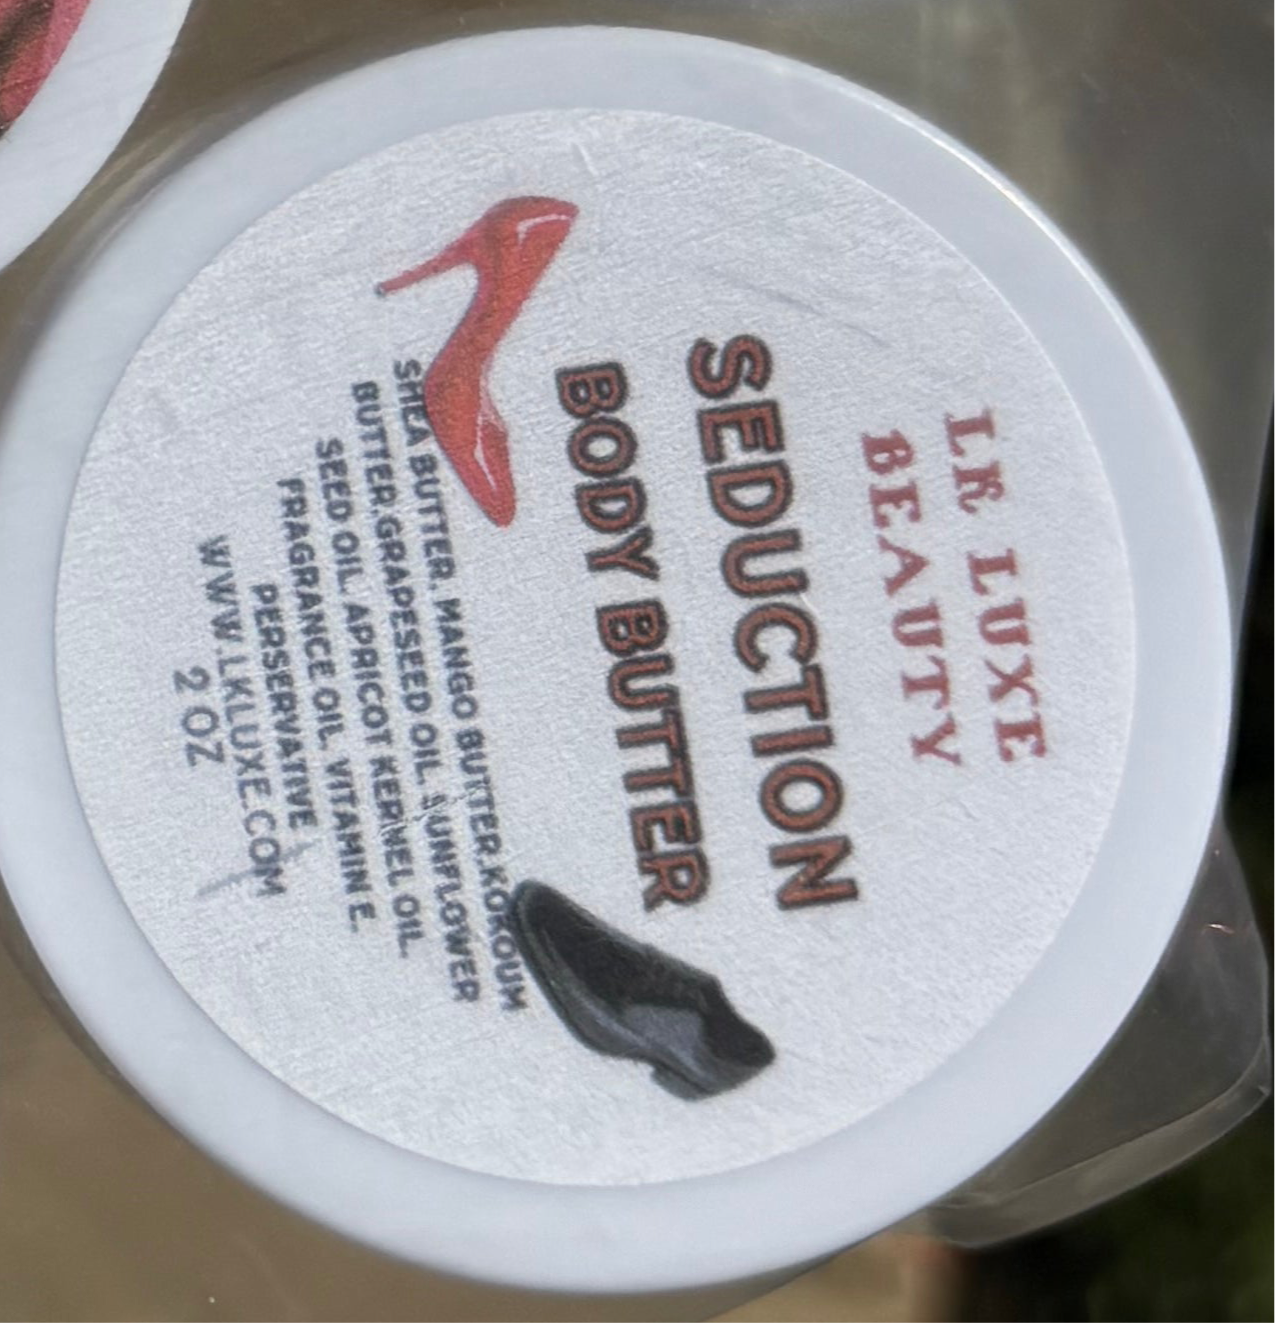 LK LUXE
BEAUTY
SEDUCTION
BODY BUTTER
SHEA BUTTER, MANGO BUTTER, KOKOUM
BUTTER, GRAPESEED OIL, SUNFLOWER
SEED OIL, APRICOT KERNEL OIL,
FRAGRANCE OIL, VITAMIN E,
PERSERVATIVE
WWW.LKLUXE.COM
2 OZ